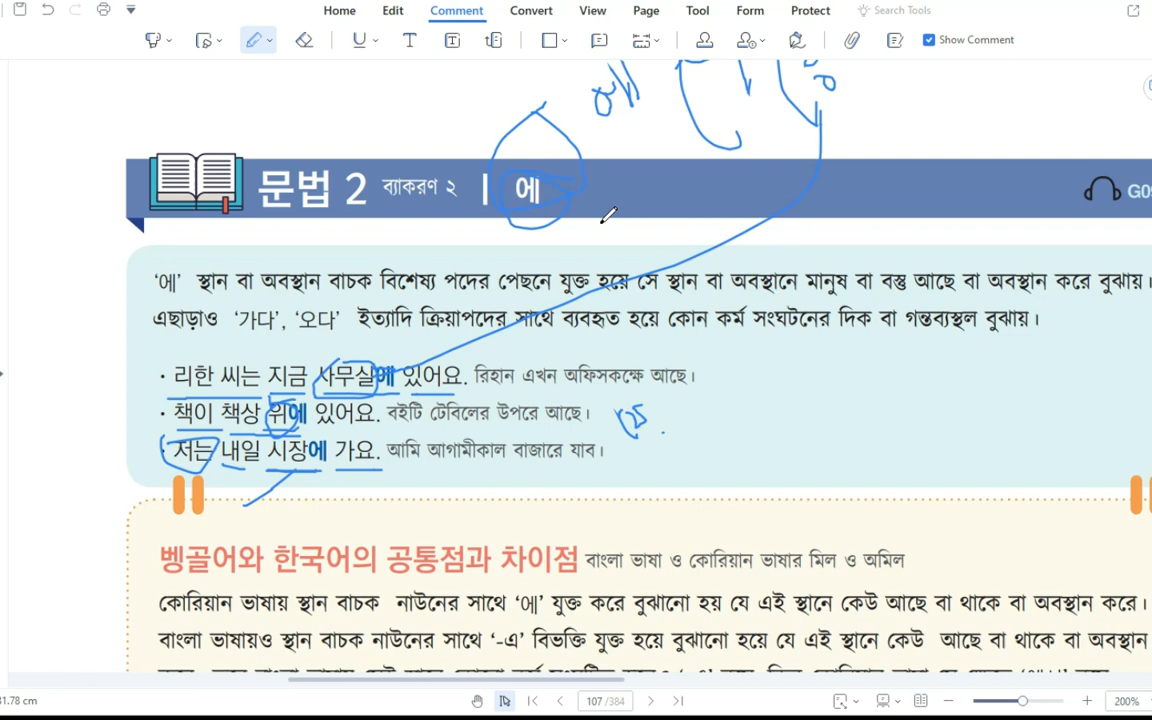 Home Edit Comment Convert View Page Tool Form Protect Search Tools
Show Comment
에
문법 2 ব্যাকরণ ২ | 에
'에' স্থান বা অবস্থান বাচক বিশেষ্য পদের পেছনে যুক্ত হয়ে সে স্থান বা অবস্থানে মানুষ বা বস্তু আছে বা অবস্থান করে বুঝায়।
এছাড়াও '가다', '오다' ইত্যাদি ক্রিয়াপদের সাথে ব্যবহৃত হয়ে কোন কর্ম সংঘটনের দিক বা গন্তব্যস্থল বুঝায়।
· 리한 씨는 지금 사무실에 있어요. রিহান এখন অফিসকক্ষে আছে।
· 책이 책상 위에 있어요. বইটি টেবিলের উপরে আছে।
· 저는 내일 시장에 가요. আমি আগামীকাল বাজারে যাব।
벵골어와 한국어의 공통점과 차이점 বাংলা ভাষা ও কোরিয়ান ভাষার মিল ও অমিল
কোরিয়ান ভাষায় স্থান বাচক নাউনের সাথে '에' যুক্ত করে বুঝানো হয় যে এই স্থানে কেউ আছে বা থাকে বা অবস্থান করে।
বাংলা ভাষায়ও স্থান বাচক নাউনের সাথে '-এ' বিভক্তি যুক্ত হয়ে বুঝানো হয়ে যে এই স্থানে কেউ আছে বা থাকে বা অবস্থান
31.78 cm 107 /384 200%